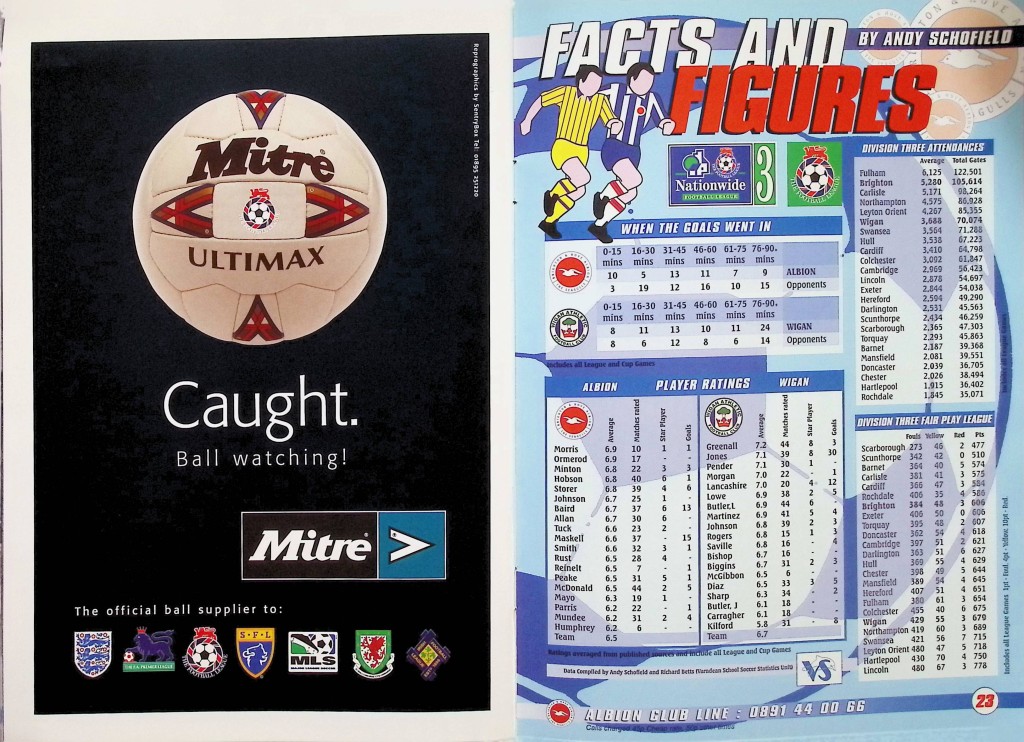 Reprographics by SentryBox Tel: 01895 251220
Mitre®
ULTIMAX
Caught.
Ball watching!
Mitre® >
The official ball supplier to:
S·F·L
MLS
MAJOR LEAGUE SOCCER
FACTS AND
FIGURES
BY ANDY SCHOFIELD
Nationwide
FOOTBALL LEAGUE
3
WHEN THE GOALS WENT IN
0-15 16-30 31-45 46-60 61-75 76-90+
mins mins mins mins mins mins
10 5 13 11 7 9 ALBION
3 19 12 16 10 15 Opponents
0-15 16-30 31-45 46-60 61-75 76-90+
mins mins mins mins mins mins
8 11 13 10 11 24 WIGAN
8 6 12 8 6 14 Opponents
Includes all League and Cup Games
ALBION PLAYER RATINGS WIGAN
Average Matches rated Star Player Goals
Morris 6.9 10 1 1
Ormerod 6.9 17 - -
Minton 6.8 22 3 3
Hobson 6.8 40 6 1
Storer 6.8 39 4 6
Johnson 6.7 25 1 -
Baird 6.7 37 6 13
Allan 6.7 30 6 -
Tuck 6.6 23 2 -
Maskell 6.6 37 - 15
Smith 6.6 32 3 1
Rust 6.5 28 4 -
Reinelt 6.5 7 - 1
Peake 6.5 31 5 1
McDonald 6.5 44 2 5
Mayo 6.3 19 1 -
Parris 6.2 22 - 1
Mundee 6.2 31 2 4
Humphrey 6.2 6 - -
Team 6.5
Average Matches rated Star Player Goals
Greenall 7.2 44 8 3
Jones 7.1 39 8 30
Pender 7.1 30 1 -
Morgan 7.0 22 - 1
Lancashire 7.0 20 4 12
Lowe 6.9 38 2 5
Butler,L 6.9 44 6 -
Martinez 6.9 41 5 4
Johnson 6.8 39 2 3
Rogers 6.8 15 1 3
Saville 6.8 16 - 4
Bishop 6.7 16 - -
Biggins 6.7 31 2 3
McGibbon 6.5 6 - -
Diaz 6.5 33 3 5
Sharp 6.3 34 - 2
Butler, J 6.1 18 - -
Carragher 6.1 18 - -
Kilford 5.8 31 - 8
Team 6.7
Ratings averaged from published sources and include all League and Cup Games
Data Compiled by Andy Schofield and Richard Betts
VS
DIVISION THREE ATTENDANCES
Average Total Gates
Fulham 6,125 122,501
Brighton 5,280 105,614
Carlisle 5,171 98,264
Northampton 4,575 86,928
Leyton Orient 4,267 85,355
Wigan 3,688 70,074
Swansea 3,564 71,288
Hull 3,538 67,223
Cardiff 3,410 64,798
Colchester 3,092 61,847
Cambridge 2,969 56,423
Lincoln 2,878 54,697
Exeter 2,844 54,038
Hereford 2,594 49,290
Darlington 2,531 45,563
Scunthorpe 2,434 46,259
Scarborough 2,365 47,303
Torquay 2,293 45,863
Barnet 2,187 39,368
Mansfield 2,081 39,551
Doncaster 2,039 36,705
Chester 2,026 38,494
Hartlepool 1,915 36,402
Rochdale 1,845 35,071
DIVISION THREE FAIR PLAY LEAGUE
Fouls Yellow Red Pts
Scarborough 273 46 2 477
Scunthorpe 342 42 0 510
Barnet 364 40 5 574
Carlisle 381 41 3 575
Cardiff 366 47 3 584
Rochdale 406 35 4 586
Brighton 384 48 3 606
Exeter 406 50 0 606
Torquay 395 48 2 607
Doncaster 362 54 4 618
Cambridge 397 51 2 621
Darlington 363 51 6 627
Hull 369 55 4 629
Chester 398 49 5 644
Mansfield 389 54 4 645
Hereford 407 51 4 651
Fulham 380 61 3 654
Colchester 455 40 6 675
Wigan 429 55 3 679
Northampton 419 60 3 689
Swansea 421 56 7 715
Leyton Orient 480 47 5 718
Hartlepool 430 70 4 750
Lincoln 480 67 3 778
ALBION CLUB LINE : 0891 44 00 66
23